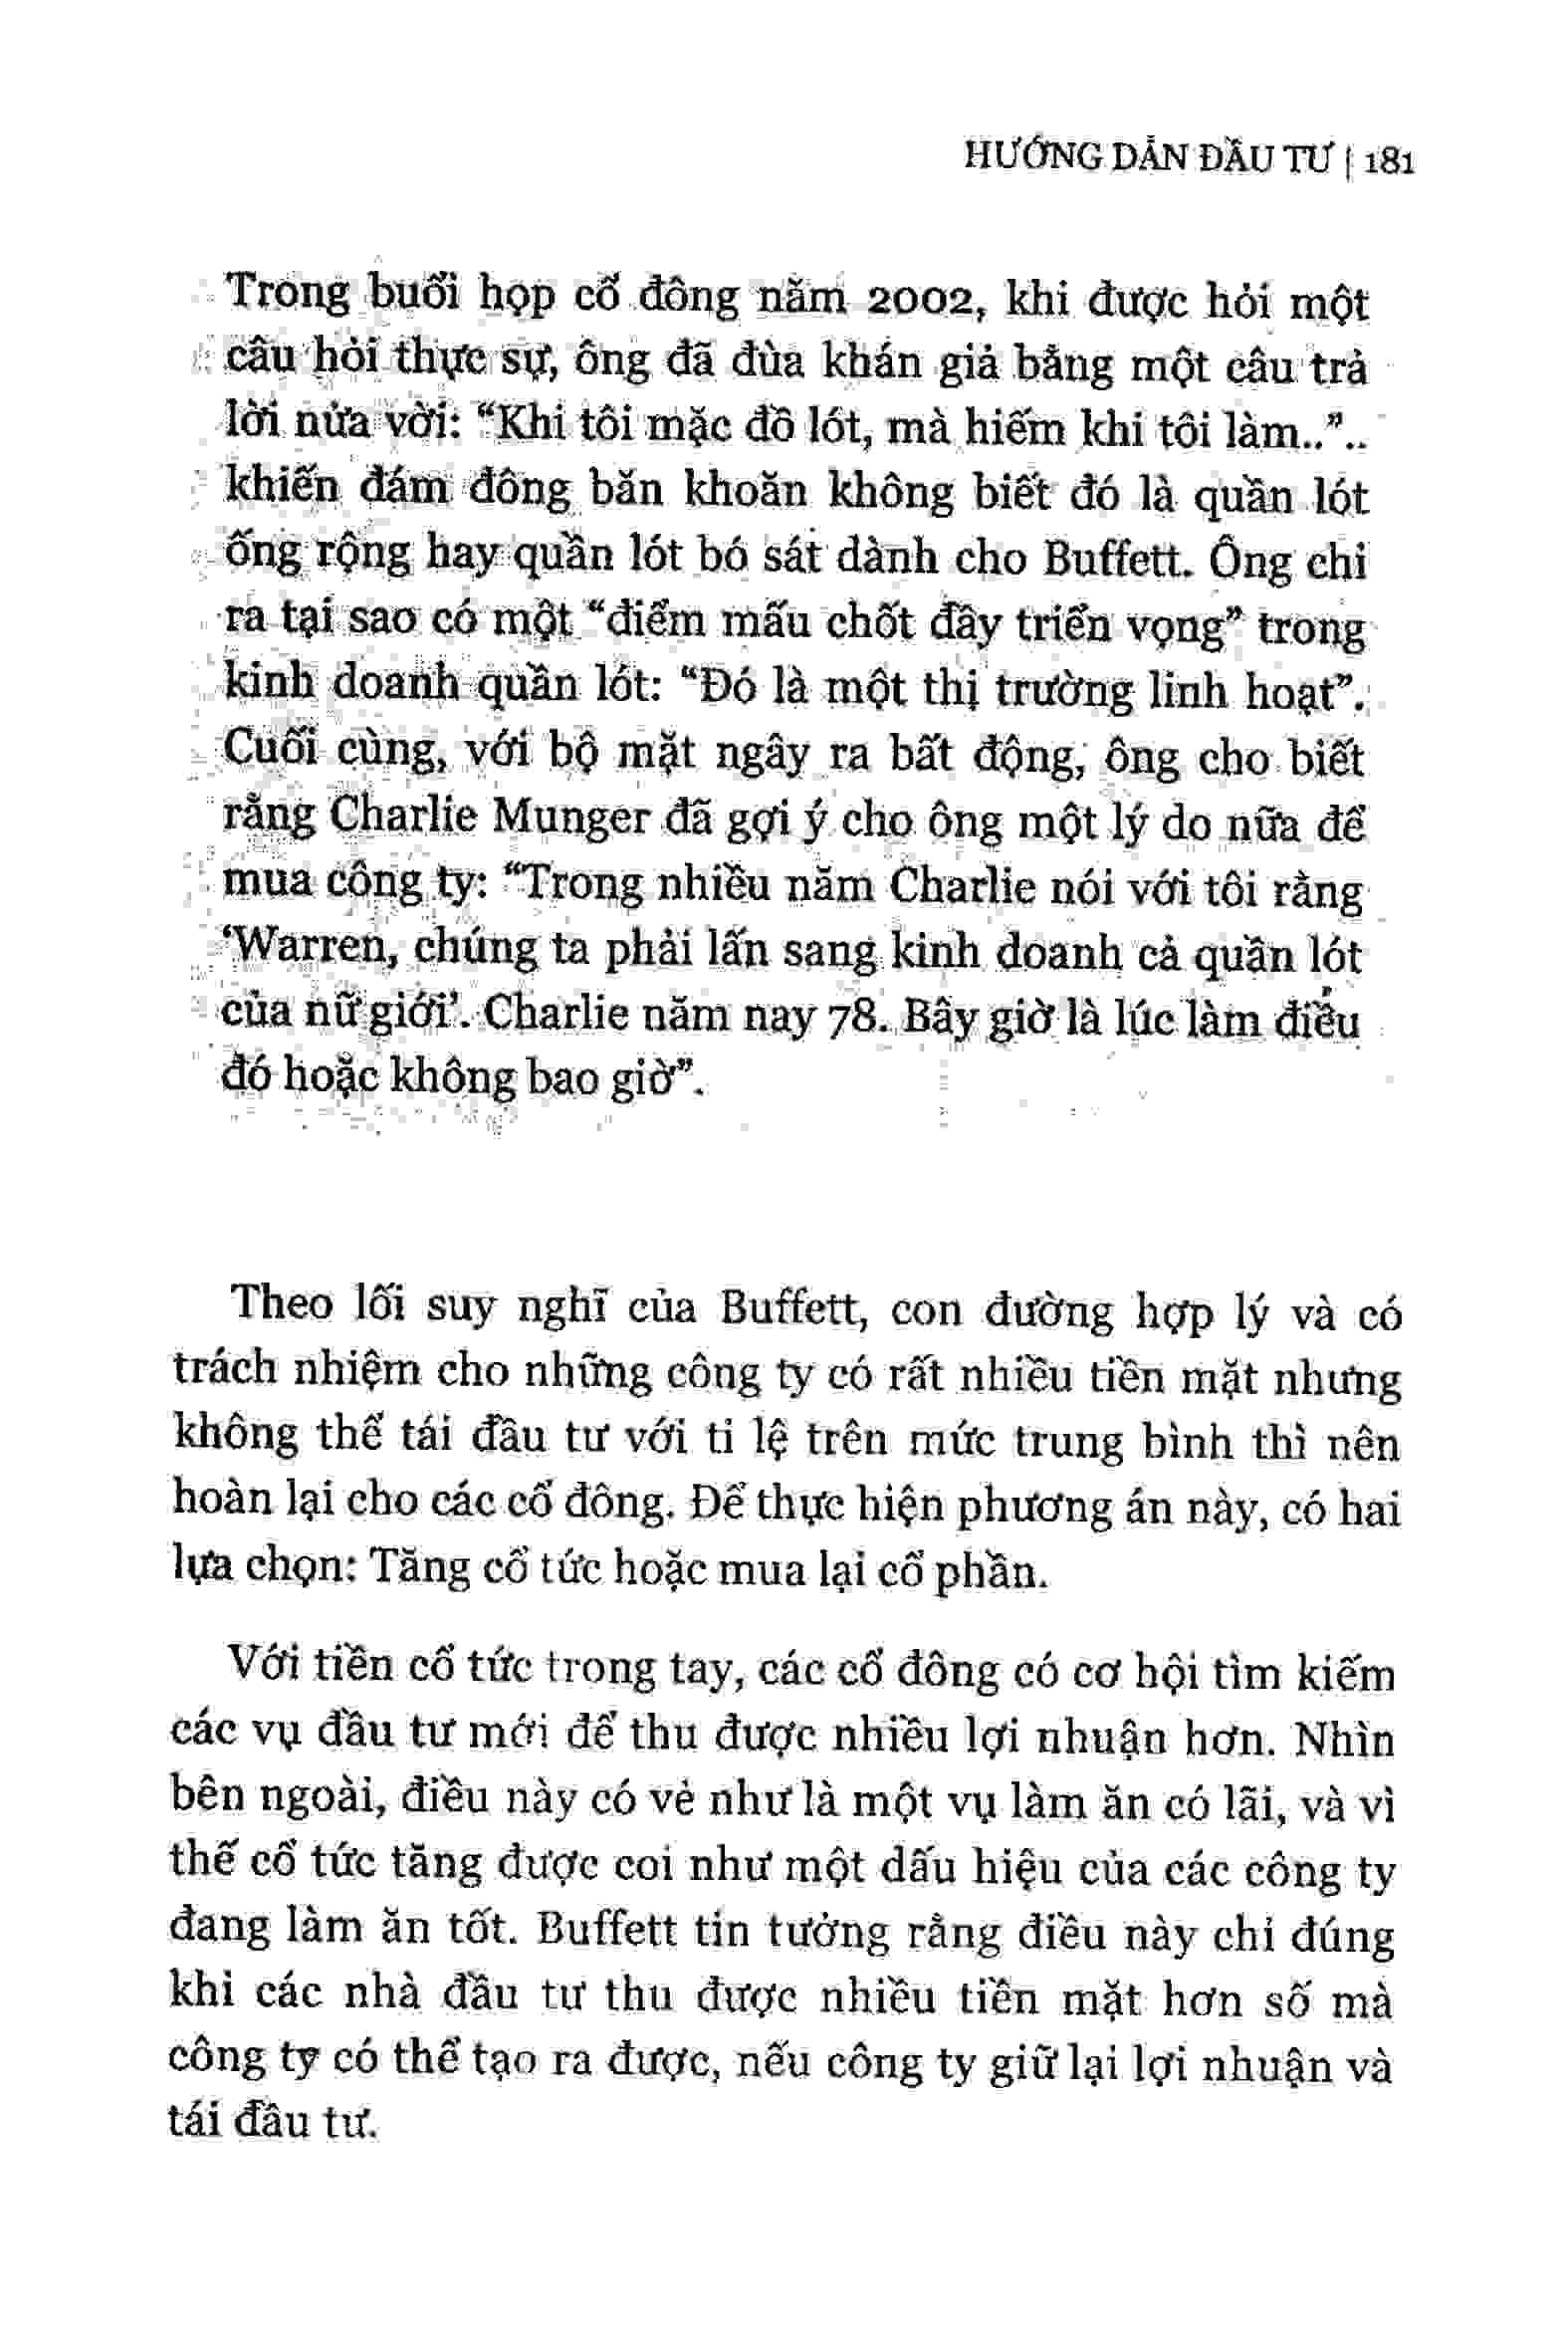 HƯỚNG DẪN ĐẦU TƯ | 181
Trong buổi họp cổ đông năm 2002, khi được hỏi một
câu hỏi thực sự, ông đã đùa khán giả bằng một câu trả
lời nửa vời: “Khi tôi mặc đồ lót, mà hiếm khi tôi làm..”..
khiến đám đông băn khoăn không biết đó là quần lót
ống rộng hay quần lót bó sát dành cho Buffett. Ông chỉ
ra tại sao có một “điểm mấu chốt đầy triển vọng” trong
kinh doanh quần lót: “Đó là một thị trường linh hoạt”.
Cuối cùng, với bộ mặt ngây ra bất động, ông cho biết
rằng Charlie Munger đã gợi ý cho ông một lý do nữa để
mua công ty: “Trong nhiều năm Charlie nói với tôi rằng
‘Warren, chúng ta phải lấn sang kinh doanh cả quần lót
của nữ giới’. Charlie năm nay 78. Bây giờ là lúc làm điều
đó hoặc không bao giờ”.
Theo lối suy nghĩ của Buffett, con đường hợp lý và có
trách nhiệm cho những công ty có rất nhiều tiền mặt nhưng
không thể tái đầu tư với tỉ lệ trên mức trung bình thì nên
hoàn lại cho các cổ đông. Để thực hiện phương án này, có hai
lựa chọn: Tăng cổ tức hoặc mua lại cổ phần.
Với tiền cổ tức trong tay, các cổ đông có cơ hội tìm kiếm
các vụ đầu tư mới để thu được nhiều lợi nhuận hơn. Nhìn
bên ngoài, điều này có vẻ như là một vụ làm ăn có lãi, và vì
thế cổ tức tăng được coi như một dấu hiệu của các công ty
đang làm ăn tốt. Buffett tin tưởng rằng điều này chỉ đúng
khi các nhà đầu tư thu được nhiều tiền mặt hơn số mà
công ty có thể tạo ra được, nếu công ty giữ lại lợi nhuận và
tái đầu tư.